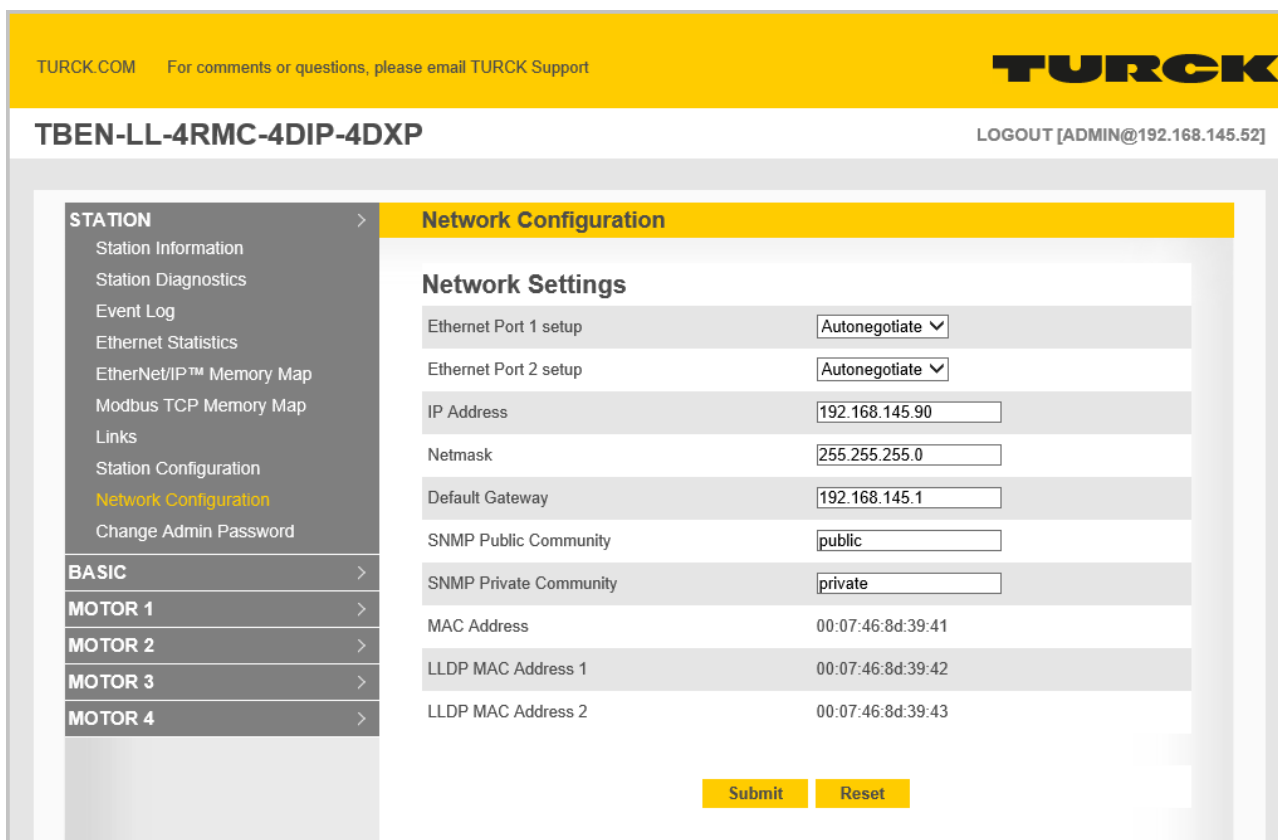 TURCK.COM For comments or questions, please email TURCK Support
TURCK
TBEN-LL-4RMC-4DIP-4DXP
LOGOUT [ADMIN@192.168.145.52]
STATION
Station Information
Station Diagnostics
Event Log
Ethernet Statistics
EtherNet/IP™ Memory Map
Modbus TCP Memory Map
Links
Station Configuration
Network Configuration
Change Admin Password
BASIC
MOTOR 1
MOTOR 2
MOTOR 3
MOTOR 4
Network Configuration
Network Settings
Ethernet Port 1 setup Autonegotiate
Ethernet Port 2 setup Autonegotiate
IP Address 192.168.145.90
Netmask 255.255.255.0
Default Gateway 192.168.145.1
SNMP Public Community public
SNMP Private Community private
MAC Address 00:07:46:8d:39:41
LLDP MAC Address 1 00:07:46:8d:39:42
LLDP MAC Address 2 00:07:46:8d:39:43
Submit Reset